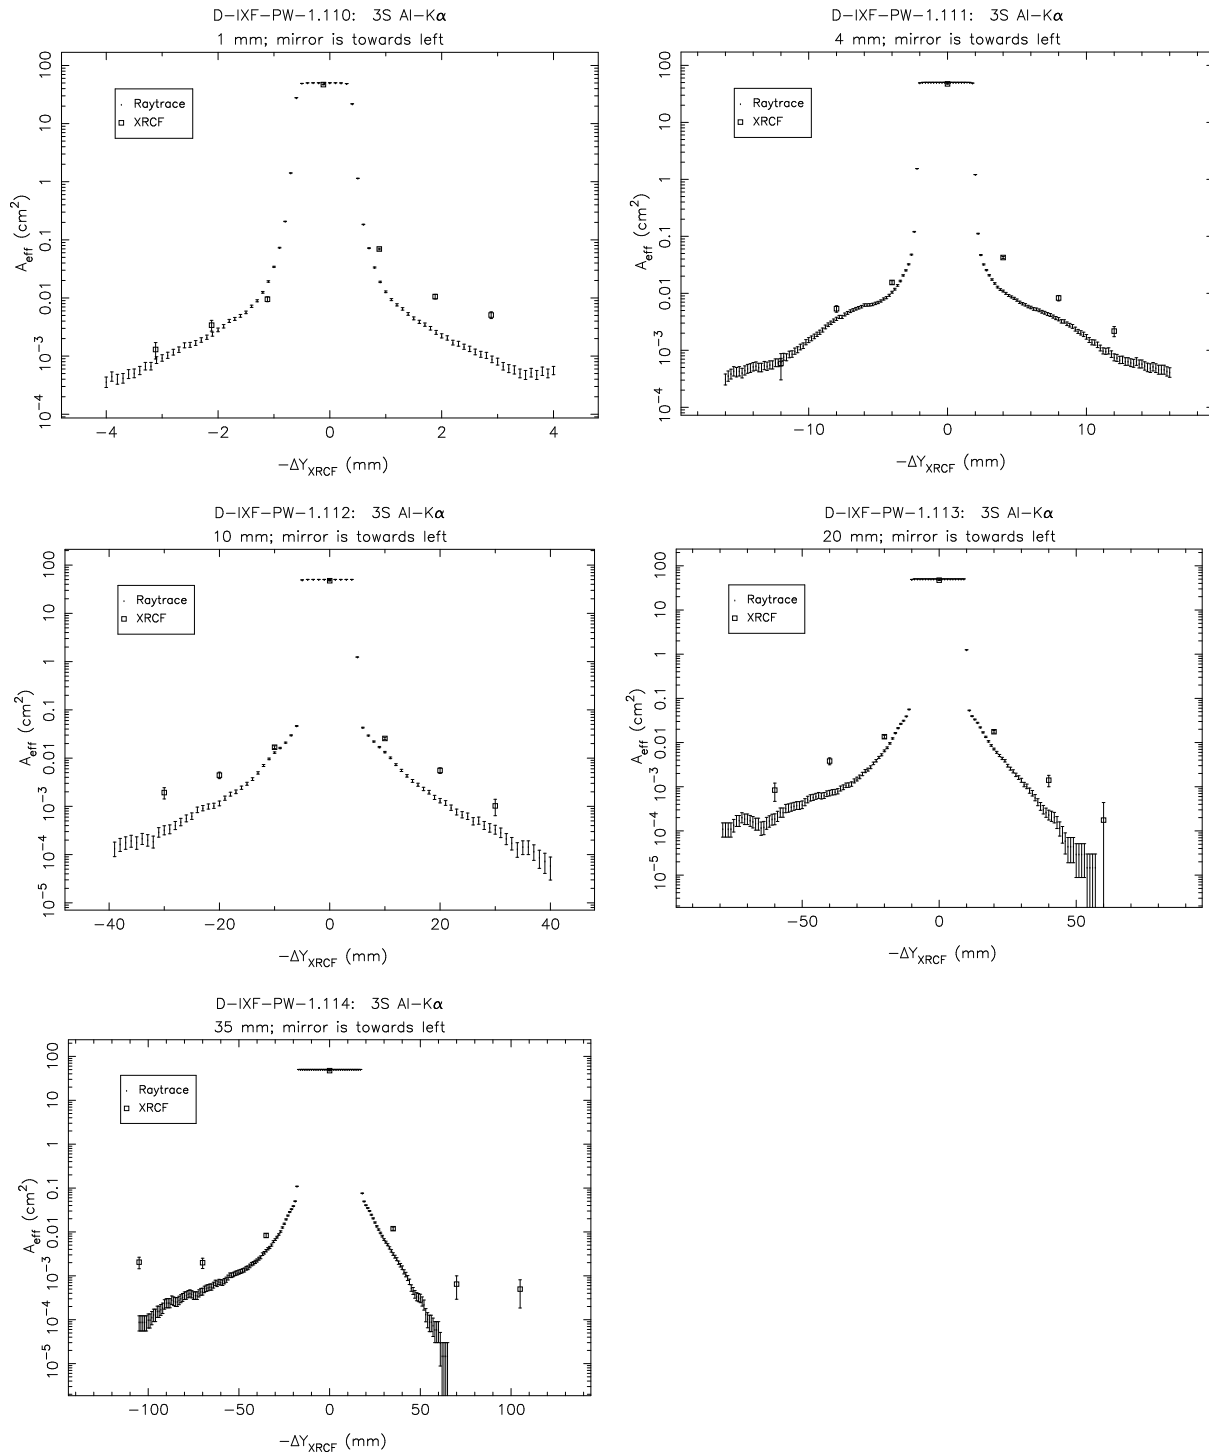 D-IXF-PW-1.110: 3S Al-Kα
1 mm; mirror is towards left
100
10
1
0.1
0.01
10⁻³
10⁻⁴
A_eff (cm²)
Raytrace
XRCF
−4 −2 0 2 4
−ΔY_XRCF (mm)
D-IXF-PW-1.111: 3S Al-Kα
4 mm; mirror is towards left
100
10
1
0.1
0.01
10⁻³
10⁻⁴
A_eff (cm²)
Raytrace
XRCF
−10 0 10
−ΔY_XRCF (mm)
D-IXF-PW-1.112: 3S Al-Kα
10 mm; mirror is towards left
100
10
1
0.1
0.01
10⁻³
10⁻⁴
10⁻⁵
A_eff (cm²)
Raytrace
XRCF
−40 −20 0 20 40
−ΔY_XRCF (mm)
D-IXF-PW-1.113: 3S Al-Kα
20 mm; mirror is towards left
100
10
1
0.1
0.01
10⁻³
10⁻⁴
10⁻⁵
A_eff (cm²)
Raytrace
XRCF
−50 0 50
−ΔY_XRCF (mm)
D-IXF-PW-1.114: 3S Al-Kα
35 mm; mirror is towards left
100
10
1
0.1
0.01
10⁻³
10⁻⁴
10⁻⁵
A_eff (cm²)
Raytrace
XRCF
−100 −50 0 50 100
−ΔY_XRCF (mm)